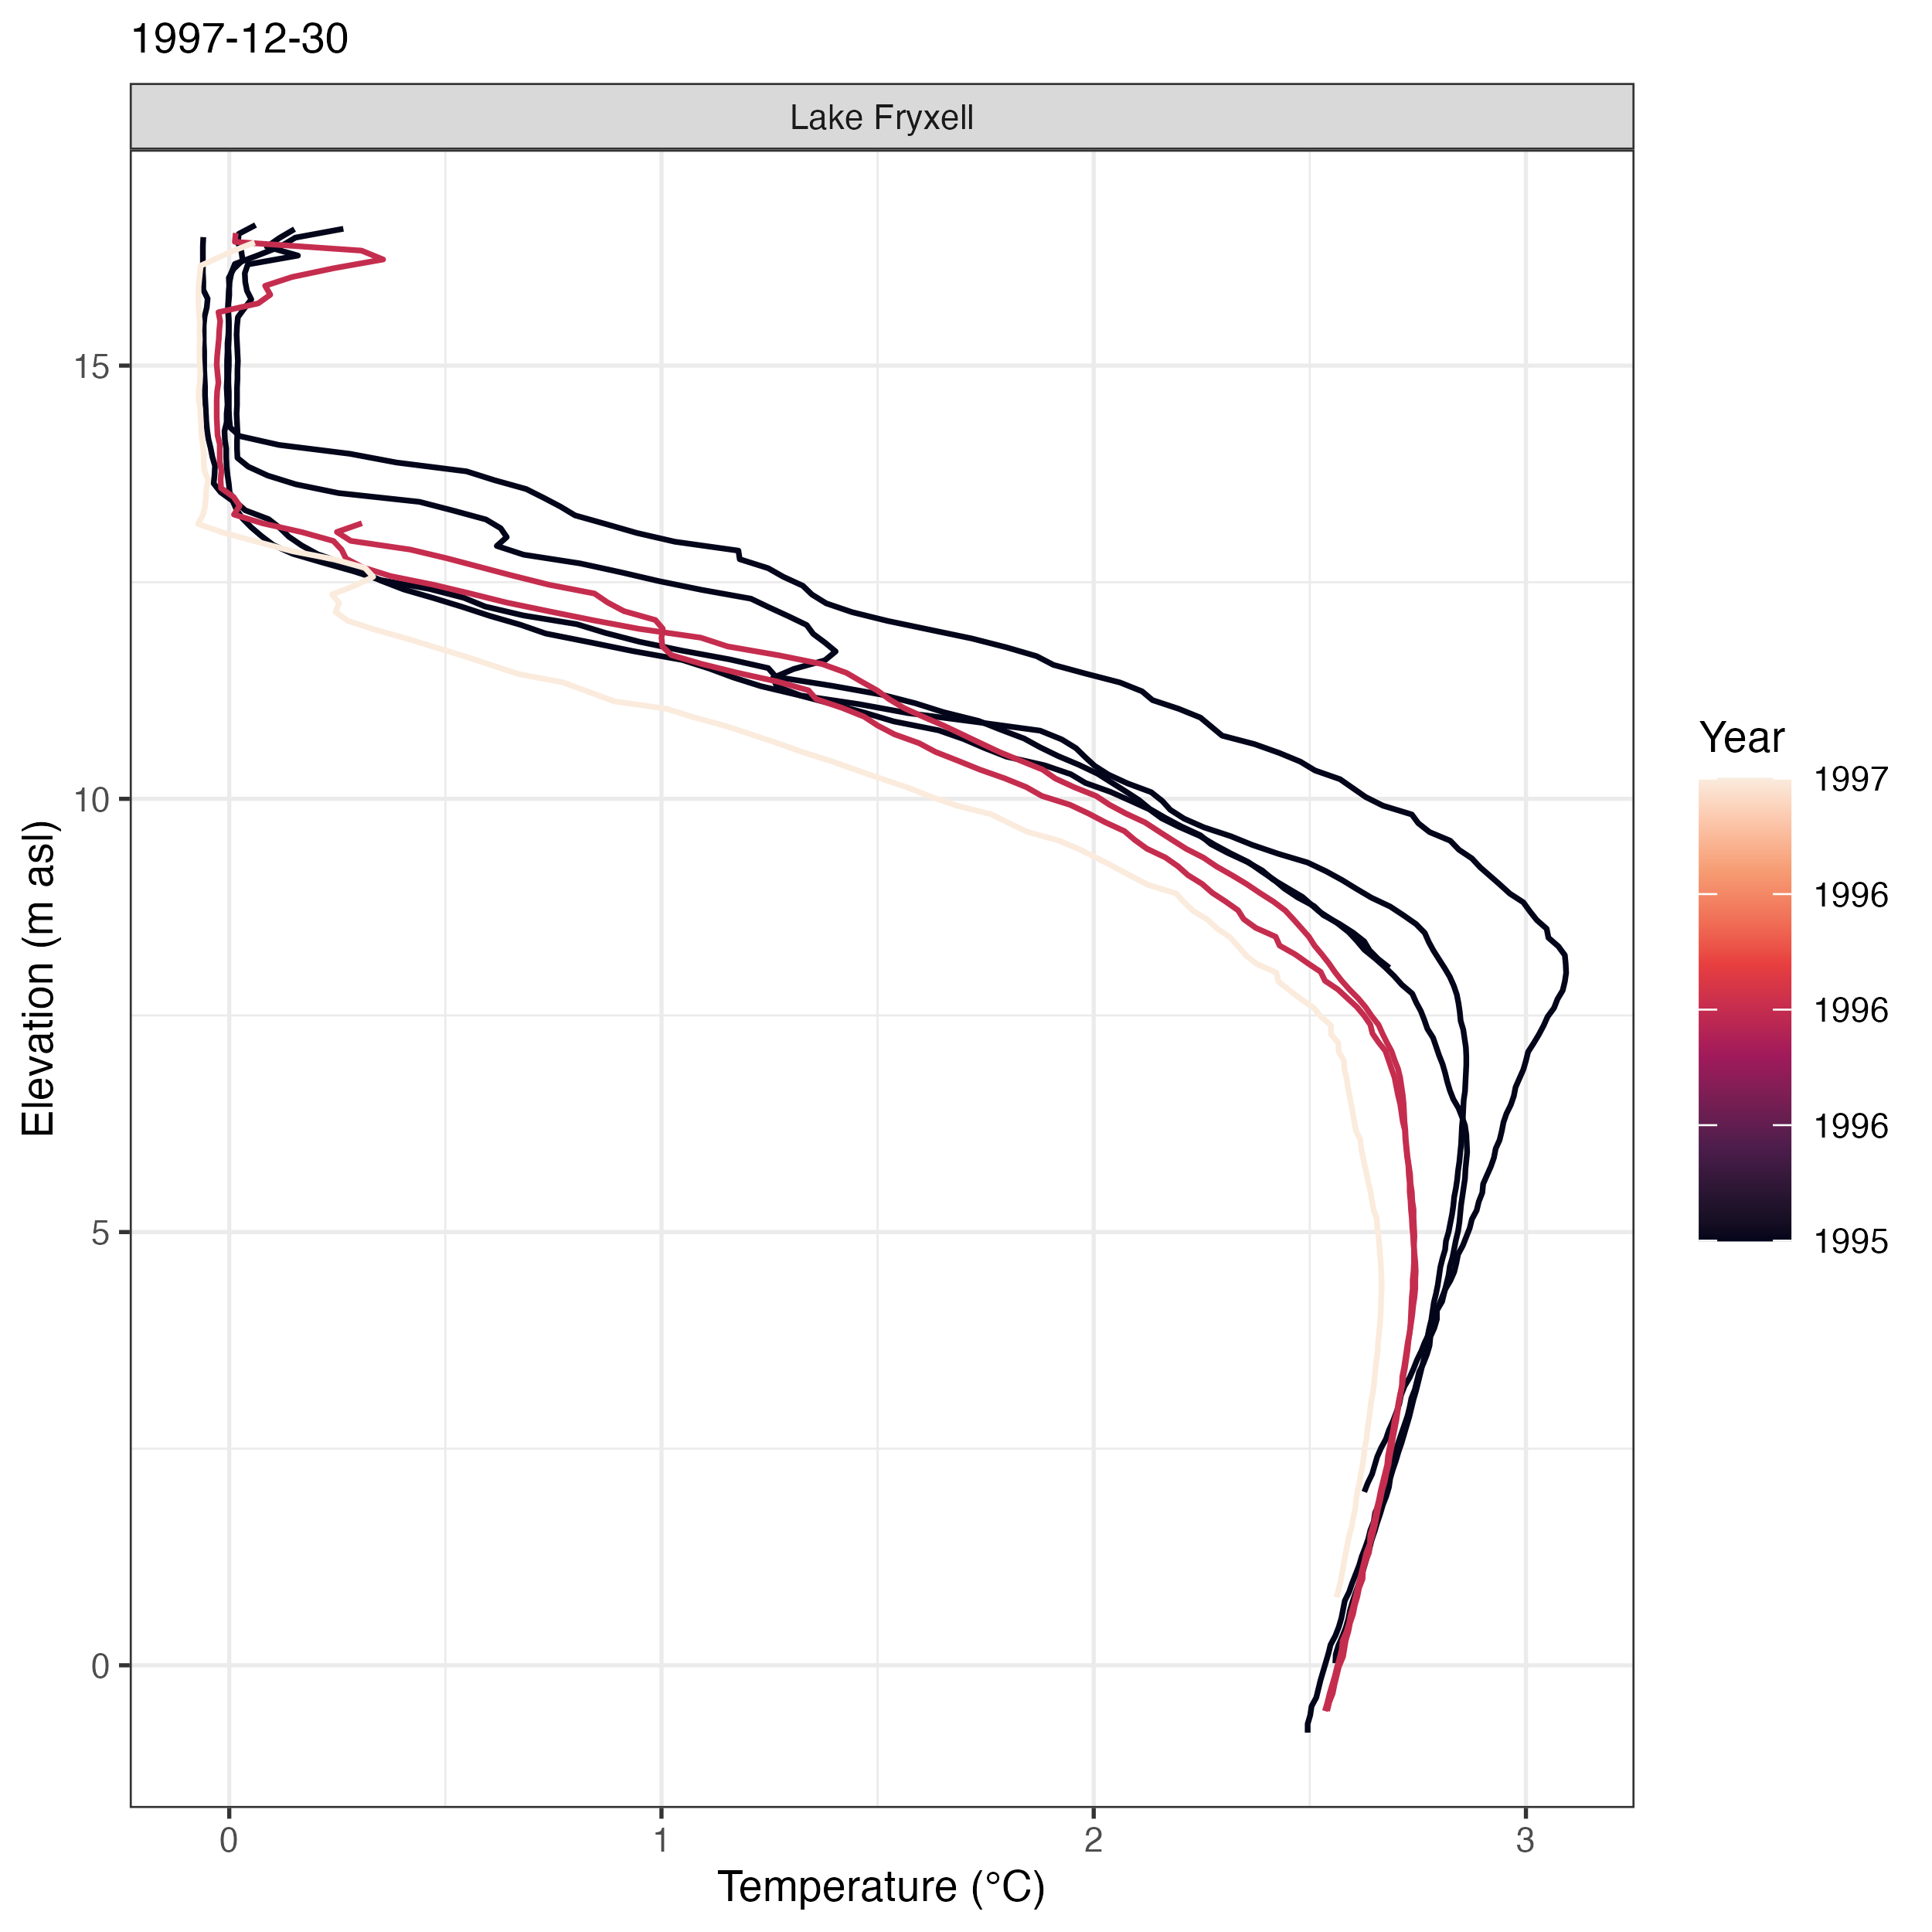 1997-12-30
Lake Fryxell
15
10
5
0
Elevation (m asl)
0 1 2 3
Temperature (°C)
Year
1997
1996
1996
1996
1995